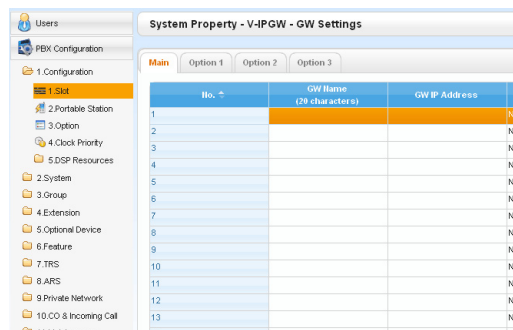 Users
PBX Configuration
1.Configuration
1.Slot
2.Portable Station
3.Option
4.Clock Priority
5.DSP Resources
2.System
3.Group
4.Extension
5.Optional Device
6.Feature
7.TRS
8.ARS
9.Private Network
10.CO & Incoming Call
System Property - V-IPGW - GW Settings
Main Option 1 Option 2 Option 3
No. GW Name (20 characters) GW IP Address
1
2
3
4
5
6
7
8
9
10
11
12
13